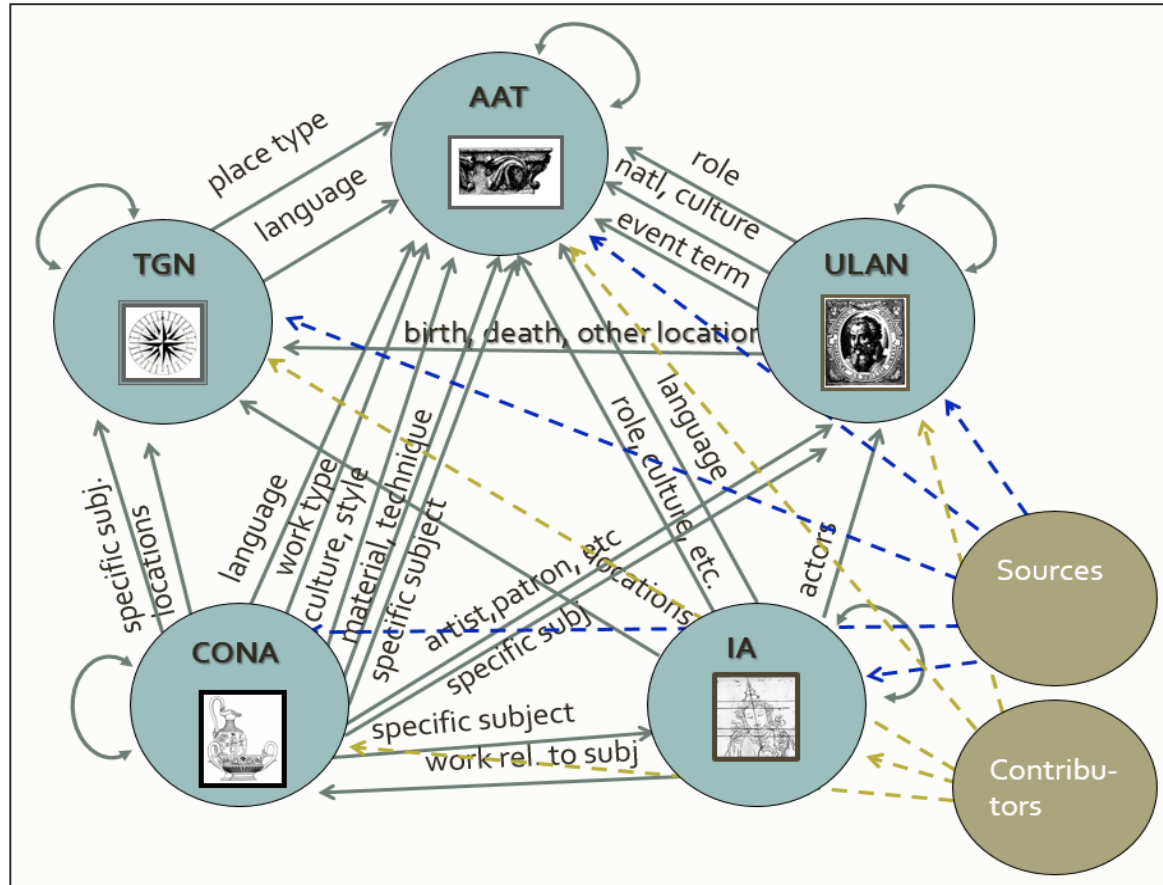 AAT
place type
language
role
natl, culture
event term
TGN
ULAN
birth, death, other location
language
role, culture, etc.
specific subj.
locations
language
work type
culture, style
material, technique
specific subject
artist,patron, etc
specific subj
locations
actors
Sources
CONA
IA
specific subject
work rel. to subj
Contribu-
tors